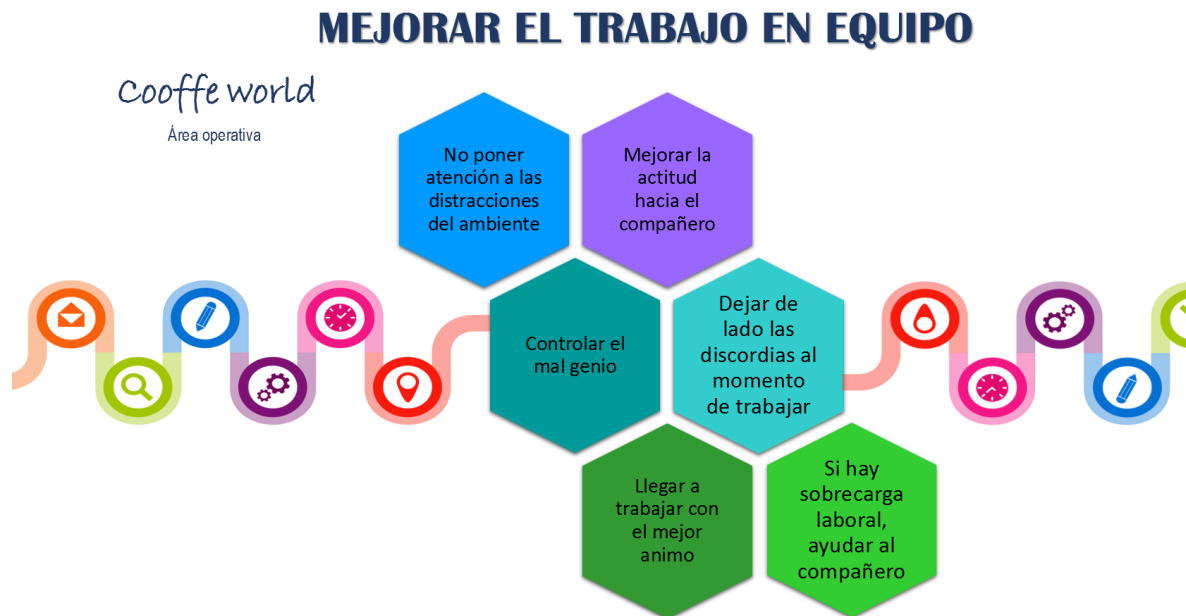 MEJORAR EL TRABAJO EN EQUIPO
Cooffe world
Área operativa
No poner
atención a las
distracciones
del ambiente
Mejorar la
actitud
hacia el
compañero
Controlar el
mal genio
Dejar de
lado las
discordias al
momento
de trabajar
Llegar a
trabajar con
el mejor
animo
Si hay
sobrecarga
laboral,
ayudar al
compañero